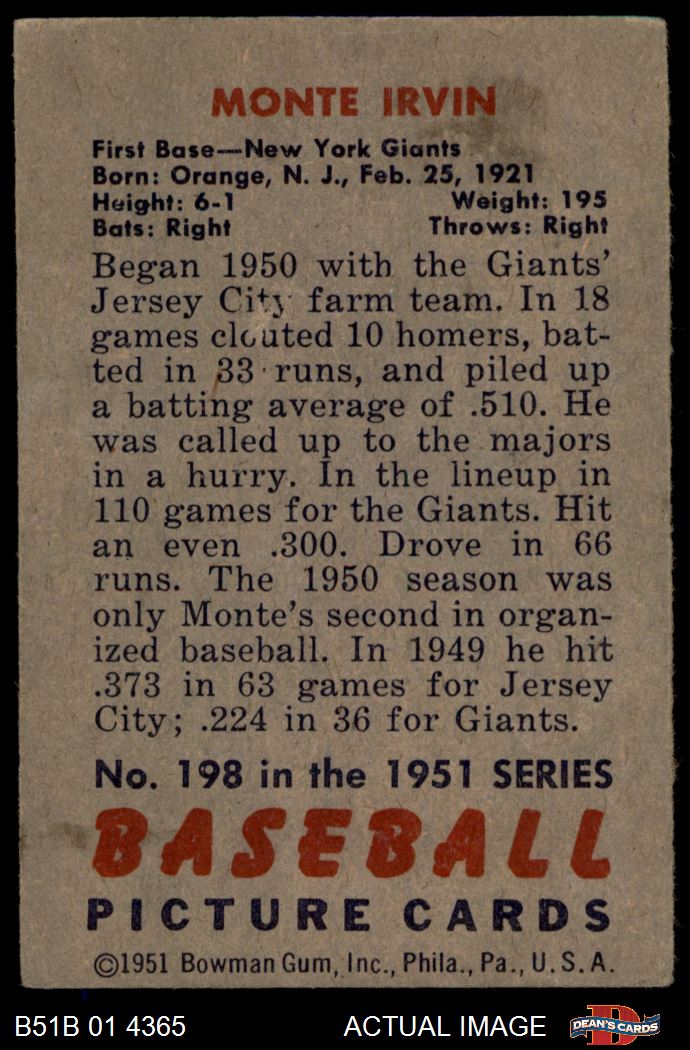 MONTE IRVIN
First Base—New York Giants
Born: Orange, N. J., Feb. 25, 1921
Height: 6-1 Weight: 195
Bats: Right Throws: Right
Began 1950 with the Giants'
Jersey City farm team. In 18
games clouted 10 homers, bat-
ted in 33 runs, and piled up
a batting average of .510. He
was called up to the majors
in a hurry. In the lineup in
110 games for the Giants. Hit
an even .300. Drove in 66
runs. The 1950 season was
only Monte's second in organ-
ized baseball. In 1949 he hit
.373 in 63 games for Jersey
City; .224 in 36 for Giants.
No. 198 in the 1951 SERIES
BASEBALL
PICTURE CARDS
©1951 Bowman Gum, Inc., Phila., Pa., U. S. A.
B51B 01 4365 ACTUAL IMAGE D DEAN'S CARDS